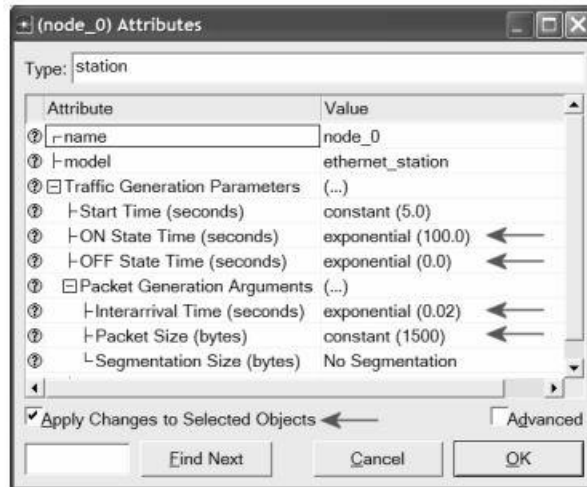 (node_0) Attributes
Type: station
Attribute Value
name node_0
model ethernet_station
Traffic Generation Parameters (...)
Start Time (seconds) constant (5.0)
ON State Time (seconds) exponential (100.0)
OFF State Time (seconds) exponential (0.0)
Packet Generation Arguments (...)
Interarrival Time (seconds) exponential (0.02)
Packet Size (bytes) constant (1500)
Segmentation Size (bytes) No Segmentation
Apply Changes to Selected Objects Advanced
Find Next Cancel OK